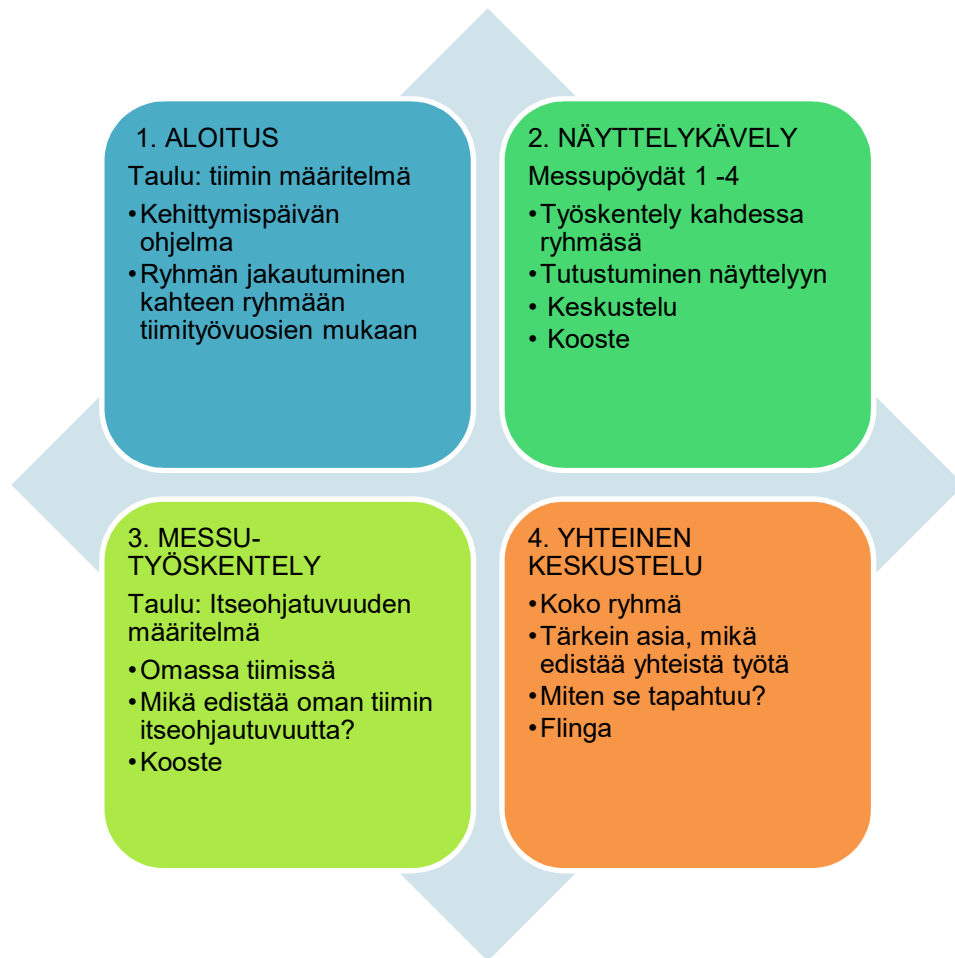 1. ALOITUS
Taulu: tiimin määritelmä
•Kehittymispäivän
ohjelma
•Ryhmän jakautuminen
kahteen ryhmään
tiimityövuosien mukaan
2. NÄYTTELYKÄVELY
Messupöydät 1 -4
•Työskentely kahdessa
ryhmäsä
•Tutustuminen näyttelyyn
• Keskustelu
• Kooste
3. MESSU-
TYÖSKENTELY
Taulu: Itseohjatuvuuden
määritelmä
•Omassa tiimissä
•Mikä edistää oman tiimin
itseohjautuvuutta?
•Kooste
4. YHTEINEN
KESKUSTELU
•Koko ryhmä
•Tärkein asia, mikä
edistää yhteistä työtä
•Miten se tapahtuu?
•Flinga